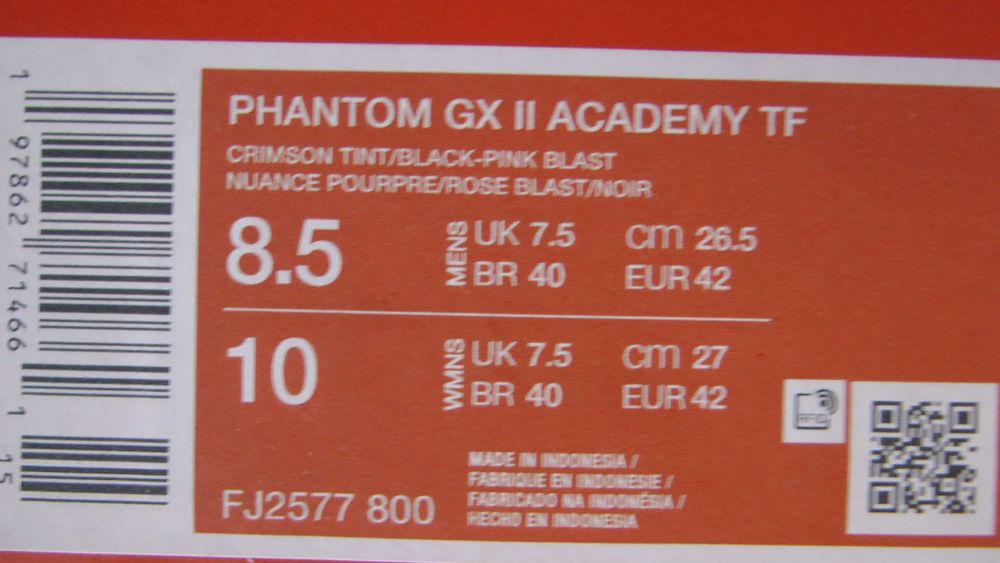 PHANTOM GX II ACADEMY TF
CRIMSON TINT/BLACK-PINK BLAST
NUANCE POURPRE/ROSE BLAST/NOIR
8.5 MENS UK 7.5 cm 26.5
BR 40 EUR 42
10 WMNS UK 7.5 cm 27
BR 40 EUR 42
RFID
MADE IN INDONESIA /
FABRIQUE EN INDONESIE /
FABRICADO NA INDONÉSIA /
HECHO EN INDONESIA
FJ2577 800
1 97862 71466 1 15